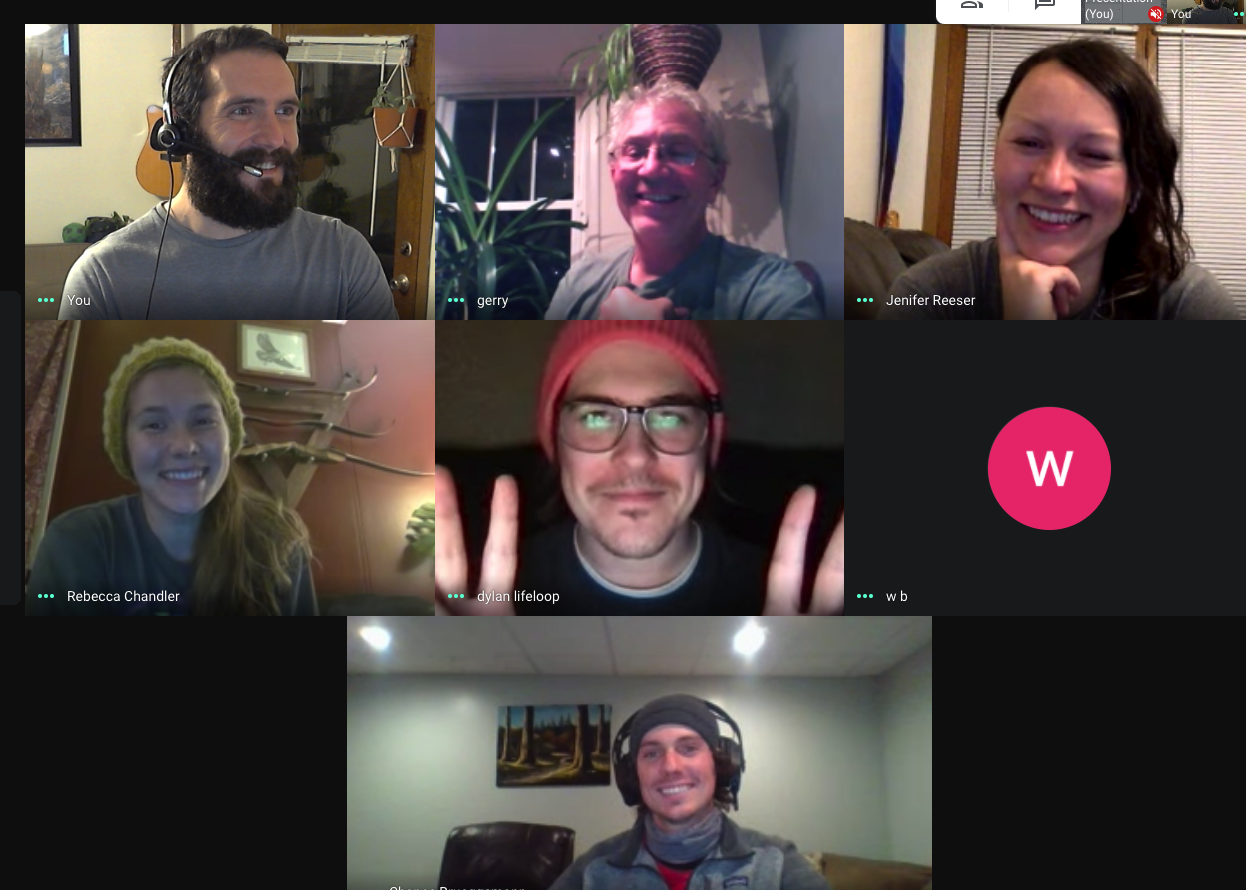 Presentation
(You)
You
You
gerry
Jenifer Reeser
Rebecca Chandler
dylan lifeloop
W
w b